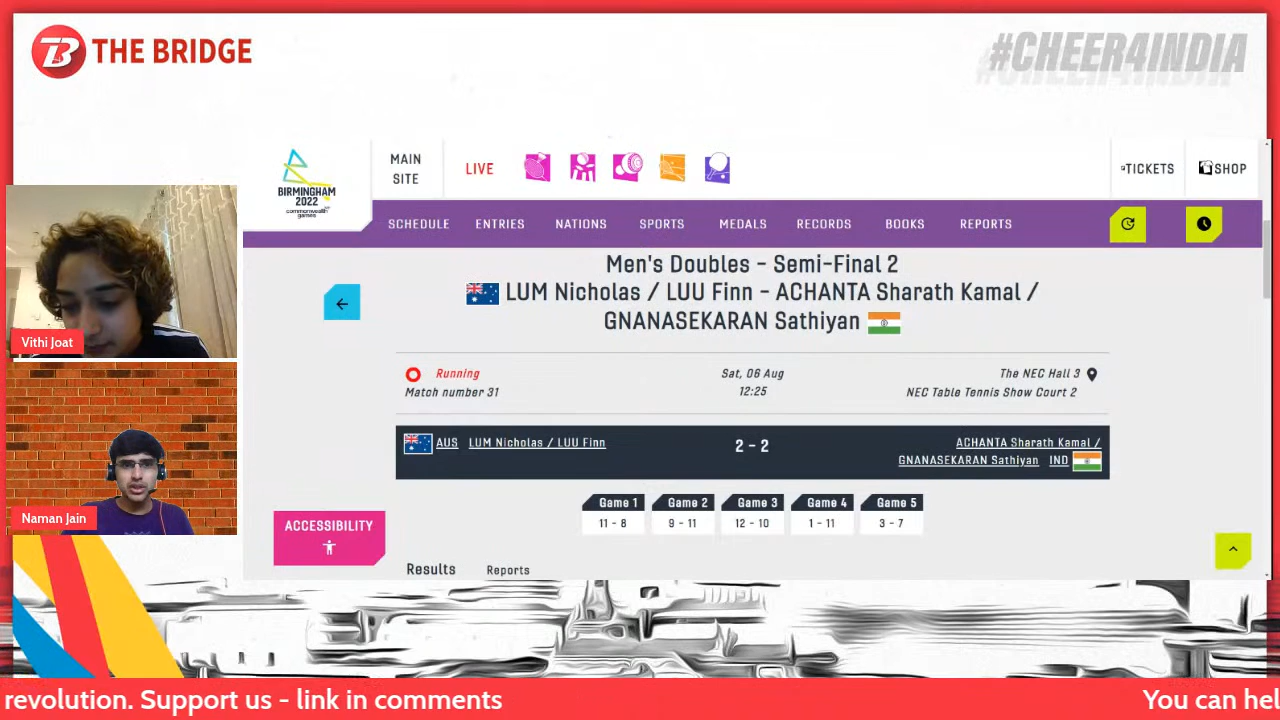 THE BRIDGE
#CHEER4INDIA
BIRMINGHAM
2022
commonwealth
games
MAIN
SITE
LIVE
TICKETS
SHOP
SCHEDULE
ENTRIES
NATIONS
SPORTS
MEDALS
RECORDS
BOOKS
REPORTS
Men's Doubles - Semi-Final 2
LUM Nicholas / LUU Finn - ACHANTA Sharath Kamal /
GNANASEKARAN Sathiyan
Running
Match number 31
Sat, 06 Aug
12:25
The NEC Hall 3
NEC Table Tennis Show Court 2
AUS LUM Nicholas / LUU Finn
2 - 2
ACHANTA Sharath Kamal /
GNANASEKARAN Sathiyan IND
Game 1 Game 2 Game 3 Game 4 Game 5
11 - 8 9 - 11 12 - 10 1 - 11 3 - 7
Results Reports
ACCESSIBILITY
Vithi Joat
Naman Jain
revolution. Support us - link in comments
You can hel